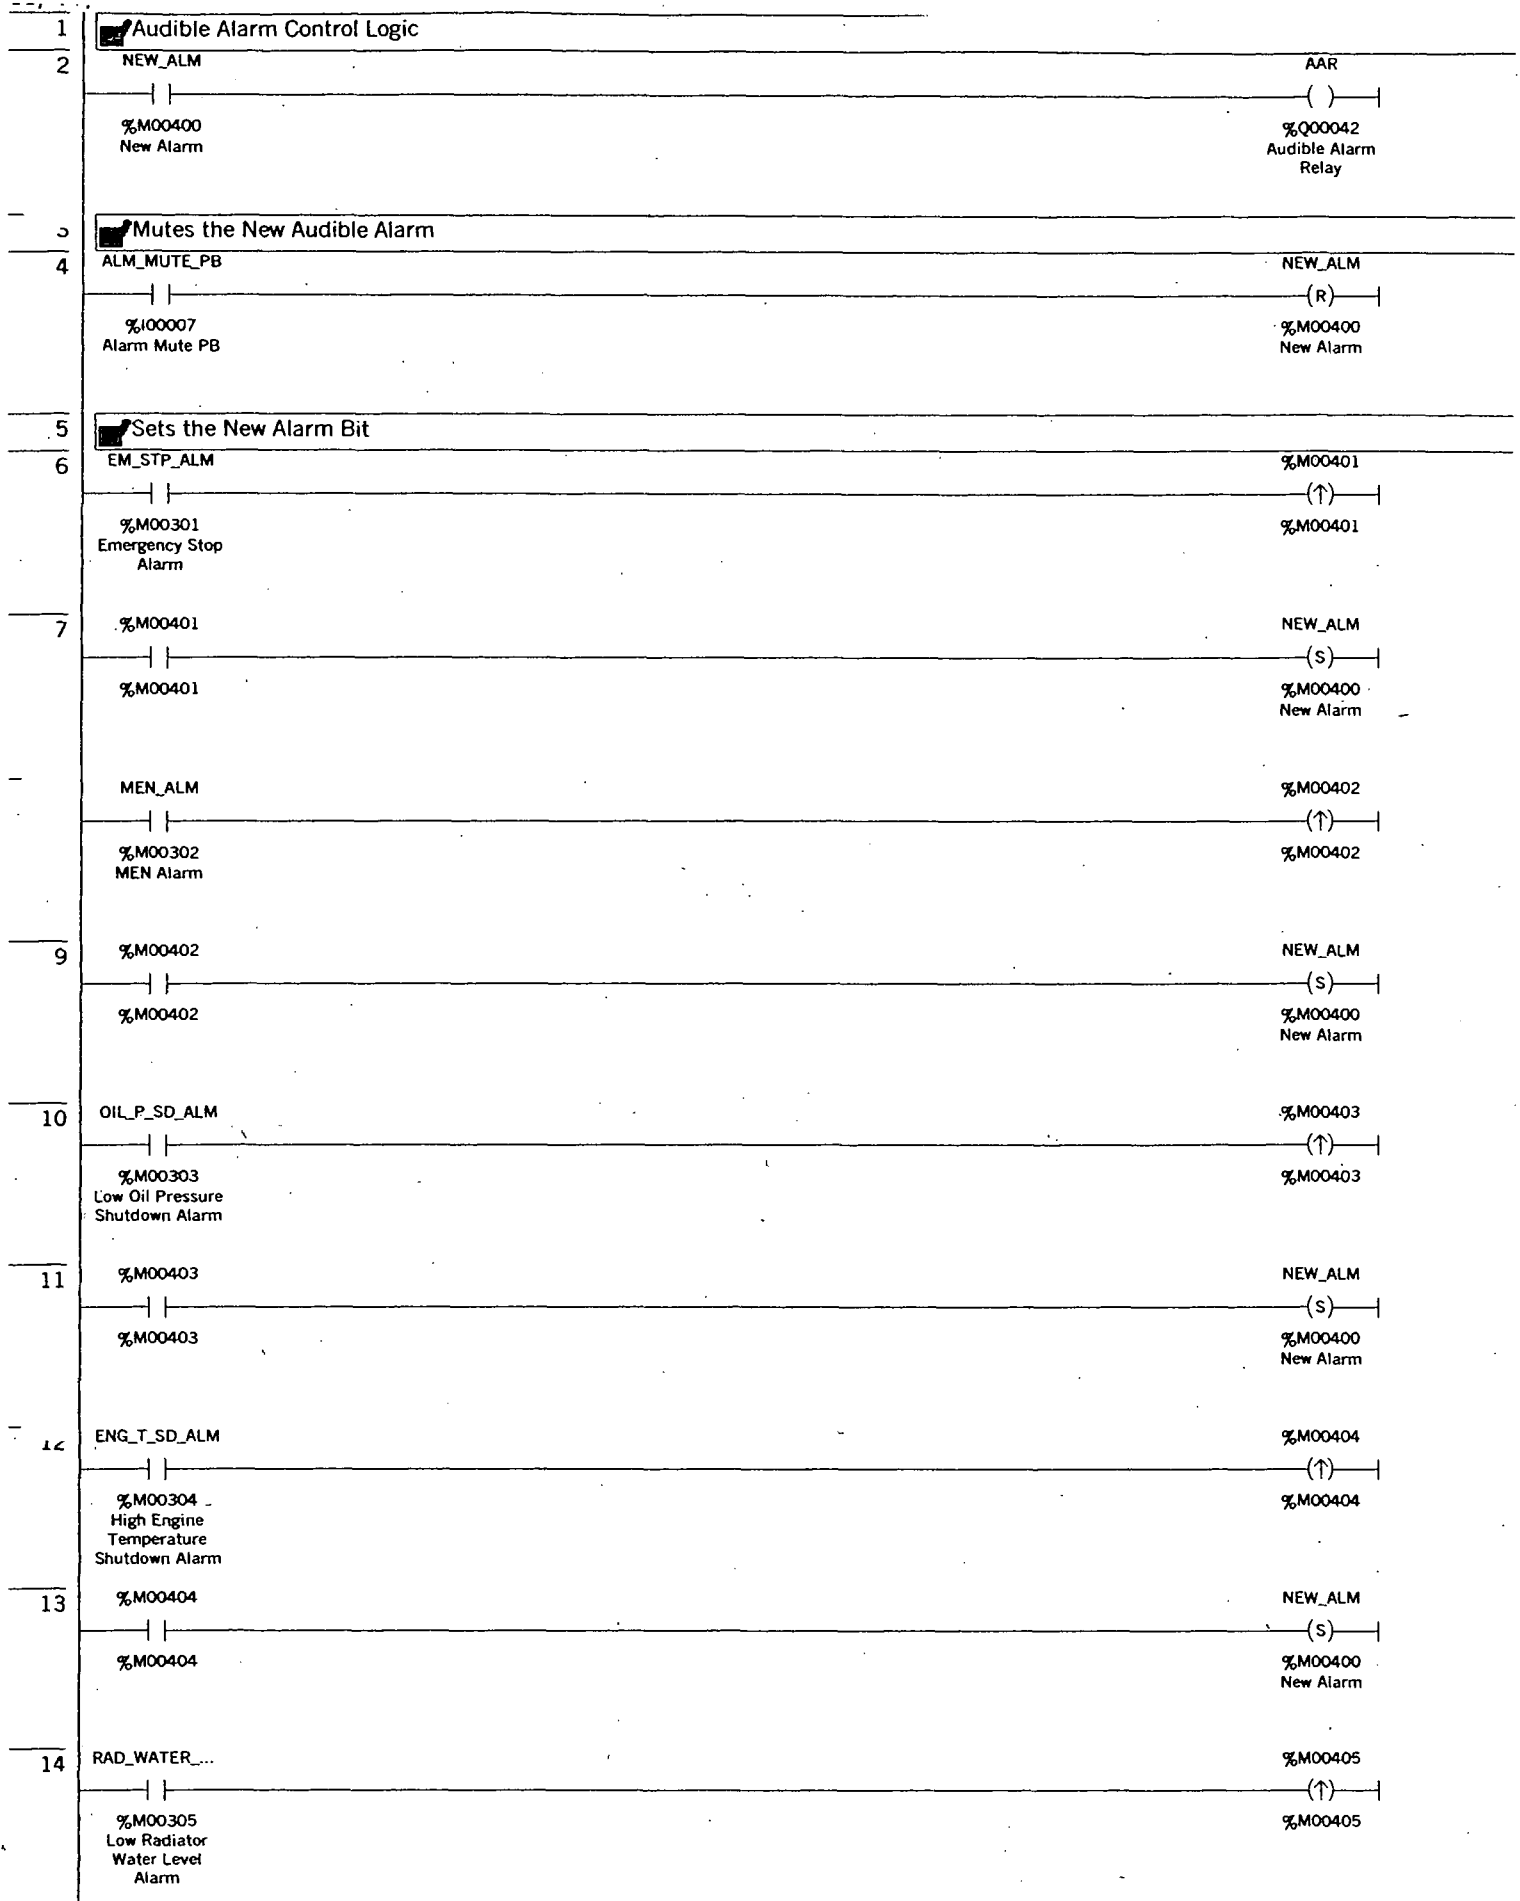 1 Audible Alarm Control Logic
2 NEW_ALM AAR
( )
%M00400 %Q00042
New Alarm Audible Alarm
Relay
Mutes the New Audible Alarm
4 ALM_MUTE_PB NEW_ALM
(R)
%I00007 %M00400
Alarm Mute PB New Alarm
5 Sets the New Alarm Bit
6 EM_STP_ALM %M00401
(↑)
%M00301 %M00401
Emergency Stop
Alarm
7 %M00401 NEW_ALM
(S)
%M00401 %M00400
New Alarm
MEN_ALM %M00402
(↑)
%M00302 %M00402
MEN Alarm
9 %M00402 NEW_ALM
(S)
%M00402 %M00400
New Alarm
10 OIL_P_SD_ALM %M00403
(↑)
%M00303 %M00403
Low Oil Pressure
Shutdown Alarm
11 %M00403 NEW_ALM
(S)
%M00403 %M00400
New Alarm
12 ENG_T_SD_ALM %M00404
(↑)
%M00304 %M00404
High Engine
Temperature
Shutdown Alarm
13 %M00404 NEW_ALM
(S)
%M00404 %M00400
New Alarm
14 RAD_WATER_... %M00405
(↑)
%M00305 %M00405
Low Radiator
Water Level
Alarm